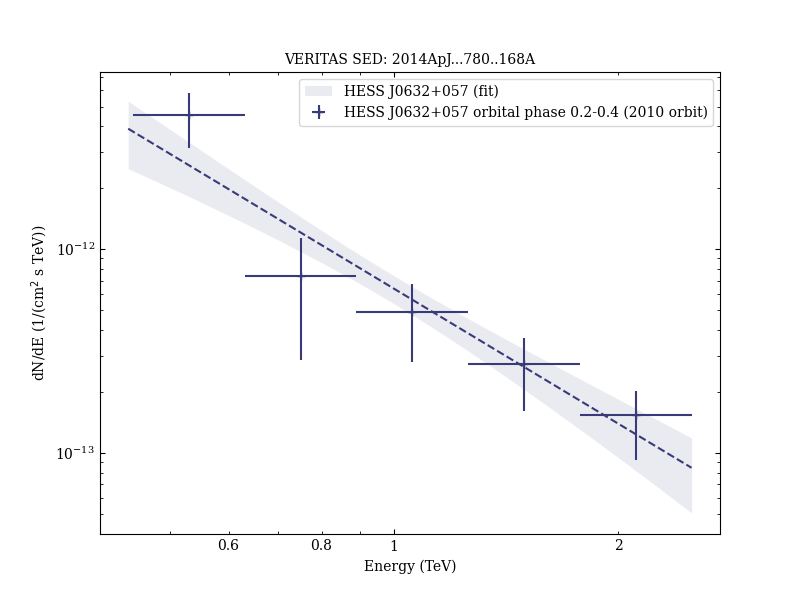 VERITAS SED: 2014ApJ...780..168A
HESS J0632+057 (fit)
HESS J0632+057 orbital phase 0.2-0.4 (2010 orbit)
dN/dE (1/(cm² s TeV))
10⁻¹²
10⁻¹³
0.6 0.8 1 2
Energy (TeV)